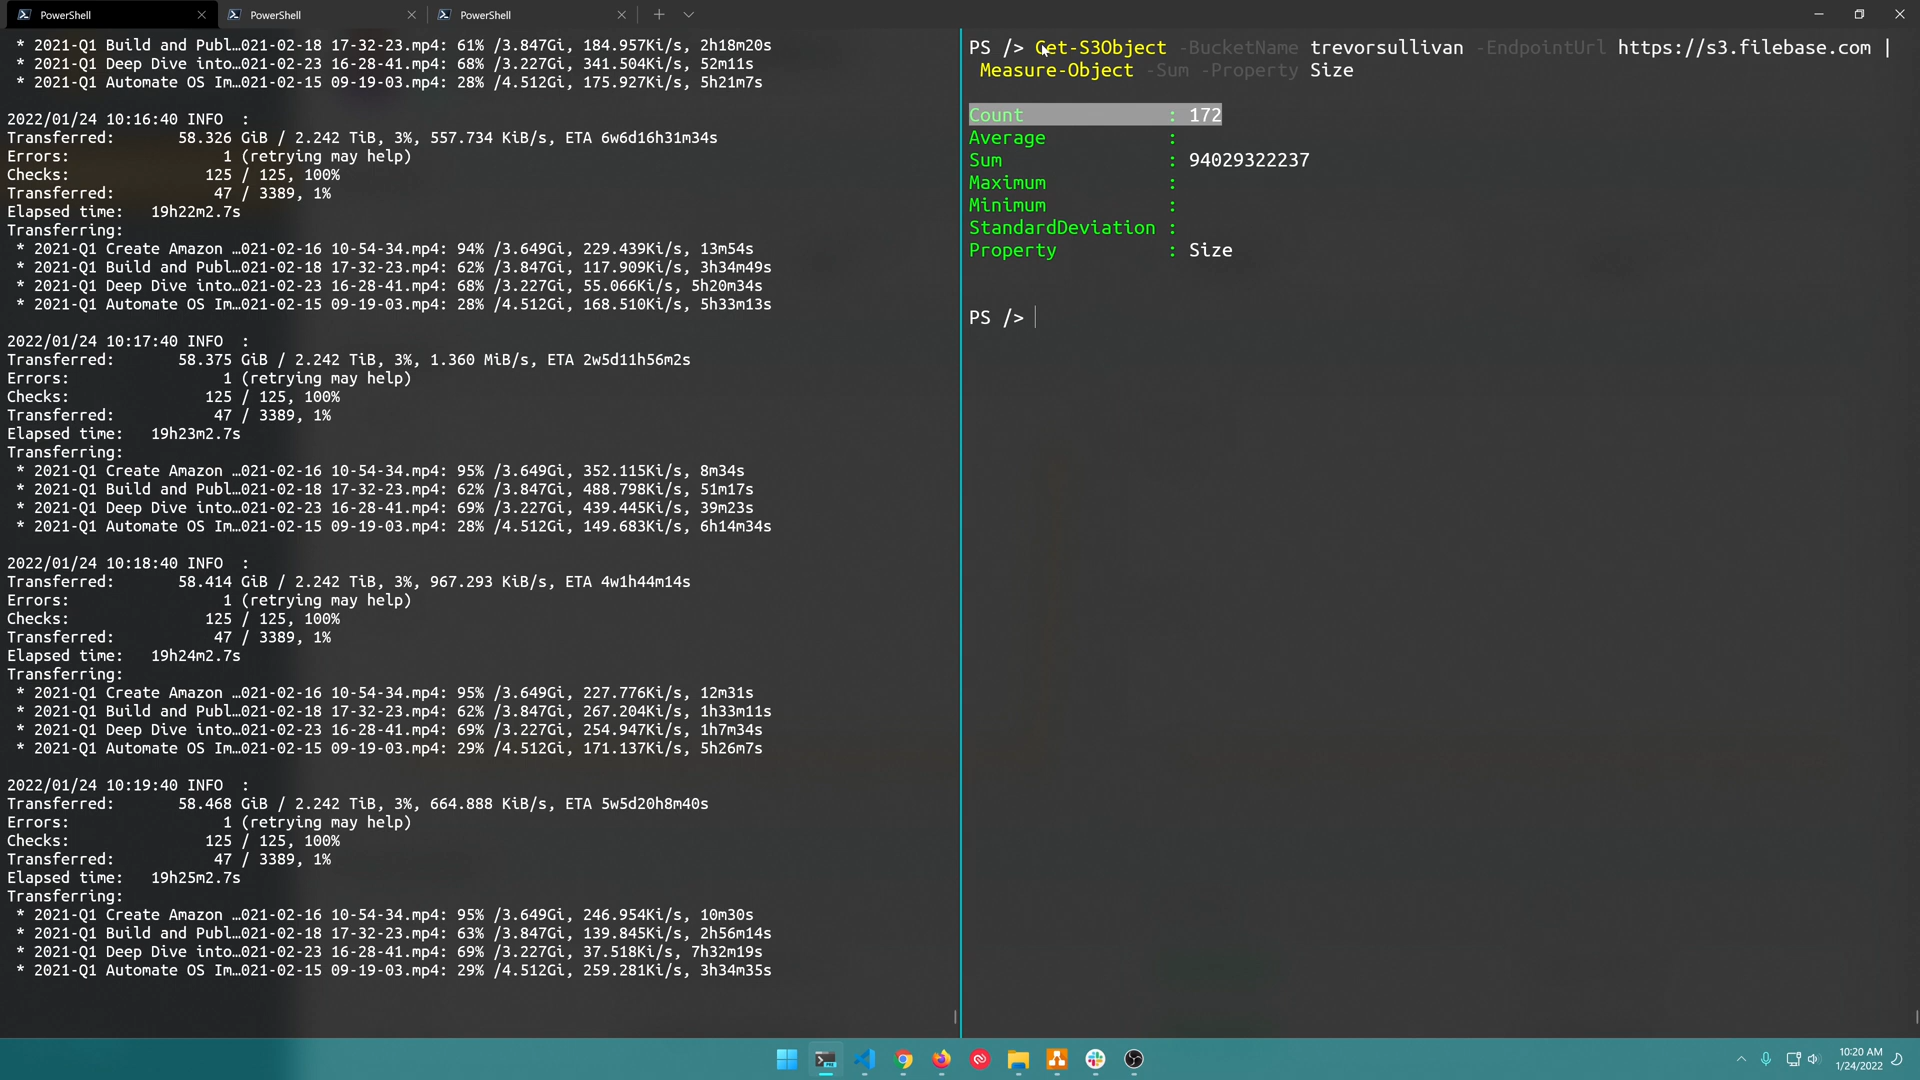 PowerShell
PowerShell
PowerShell
* 2021-Q1 Build and Publ…021-02-18 17-32-23.mp4: 61% /3.847Gi, 184.957Ki/s, 2h18m20s
* 2021-Q1 Deep Dive into…021-02-23 16-28-41.mp4: 68% /3.227Gi, 341.504Ki/s, 52m11s
* 2021-Q1 Automate OS Im…021-02-15 09-19-03.mp4: 28% /4.512Gi, 175.927Ki/s, 5h21m7s
2022/01/24 10:16:40 INFO  :
Transferred:       58.326 GiB / 2.242 TiB, 3%, 557.734 KiB/s, ETA 6w6d16h31m34s
Errors:                 1 (retrying may help)
Checks:               125 / 125, 100%
Transferred:           47 / 3389, 1%
Elapsed time:   19h22m2.7s
Transferring:
* 2021-Q1 Create Amazon …021-02-16 10-54-34.mp4: 94% /3.649Gi, 229.439Ki/s, 13m54s
* 2021-Q1 Build and Publ…021-02-18 17-32-23.mp4: 62% /3.847Gi, 117.909Ki/s, 3h34m49s
* 2021-Q1 Deep Dive into…021-02-23 16-28-41.mp4: 68% /3.227Gi, 55.066Ki/s, 5h20m34s
* 2021-Q1 Automate OS Im…021-02-15 09-19-03.mp4: 28% /4.512Gi, 168.510Ki/s, 5h33m13s
2022/01/24 10:17:40 INFO  :
Transferred:       58.375 GiB / 2.242 TiB, 3%, 1.360 MiB/s, ETA 2w5d11h56m2s
Errors:                 1 (retrying may help)
Checks:               125 / 125, 100%
Transferred:           47 / 3389, 1%
Elapsed time:   19h23m2.7s
Transferring:
* 2021-Q1 Create Amazon …021-02-16 10-54-34.mp4: 95% /3.649Gi, 352.115Ki/s, 8m34s
* 2021-Q1 Build and Publ…021-02-18 17-32-23.mp4: 62% /3.847Gi, 488.798Ki/s, 51m17s
* 2021-Q1 Deep Dive into…021-02-23 16-28-41.mp4: 69% /3.227Gi, 439.445Ki/s, 39m23s
* 2021-Q1 Automate OS Im…021-02-15 09-19-03.mp4: 28% /4.512Gi, 149.683Ki/s, 6h14m34s
2022/01/24 10:18:40 INFO  :
Transferred:       58.414 GiB / 2.242 TiB, 3%, 967.293 KiB/s, ETA 4w1h44m14s
Errors:                 1 (retrying may help)
Checks:               125 / 125, 100%
Transferred:           47 / 3389, 1%
Elapsed time:   19h24m2.7s
Transferring:
* 2021-Q1 Create Amazon …021-02-16 10-54-34.mp4: 95% /3.649Gi, 227.776Ki/s, 12m31s
* 2021-Q1 Build and Publ…021-02-18 17-32-23.mp4: 62% /3.847Gi, 267.204Ki/s, 1h33m11s
* 2021-Q1 Deep Dive into…021-02-23 16-28-41.mp4: 69% /3.227Gi, 254.947Ki/s, 1h7m34s
* 2021-Q1 Automate OS Im…021-02-15 09-19-03.mp4: 29% /4.512Gi, 171.137Ki/s, 5h26m7s
2022/01/24 10:19:40 INFO  :
Transferred:       58.468 GiB / 2.242 TiB, 3%, 664.888 KiB/s, ETA 5w5d20h8m40s
Errors:                 1 (retrying may help)
Checks:               125 / 125, 100%
Transferred:           47 / 3389, 1%
Elapsed time:   19h25m2.7s
Transferring:
* 2021-Q1 Create Amazon …021-02-16 10-54-34.mp4: 95% /3.649Gi, 246.954Ki/s, 10m30s
* 2021-Q1 Build and Publ…021-02-18 17-32-23.mp4: 63% /3.847Gi, 139.845Ki/s, 2h56m14s
* 2021-Q1 Deep Dive into…021-02-23 16-28-41.mp4: 69% /3.227Gi, 37.518Ki/s, 7h32m19s
* 2021-Q1 Automate OS Im…021-02-15 09-19-03.mp4: 29% /4.512Gi, 259.281Ki/s, 3h34m35s
PS /> Get-S3Object -BucketName trevorsullivan -EndpointUrl https://s3.filebase.com |
Measure-Object -Sum -Property Size
Count             : 172
Average           :
Sum               : 94029322237
Maximum           :
Minimum           :
StandardDeviation :
Property          : Size
PS />
10:20 AM
1/24/2022